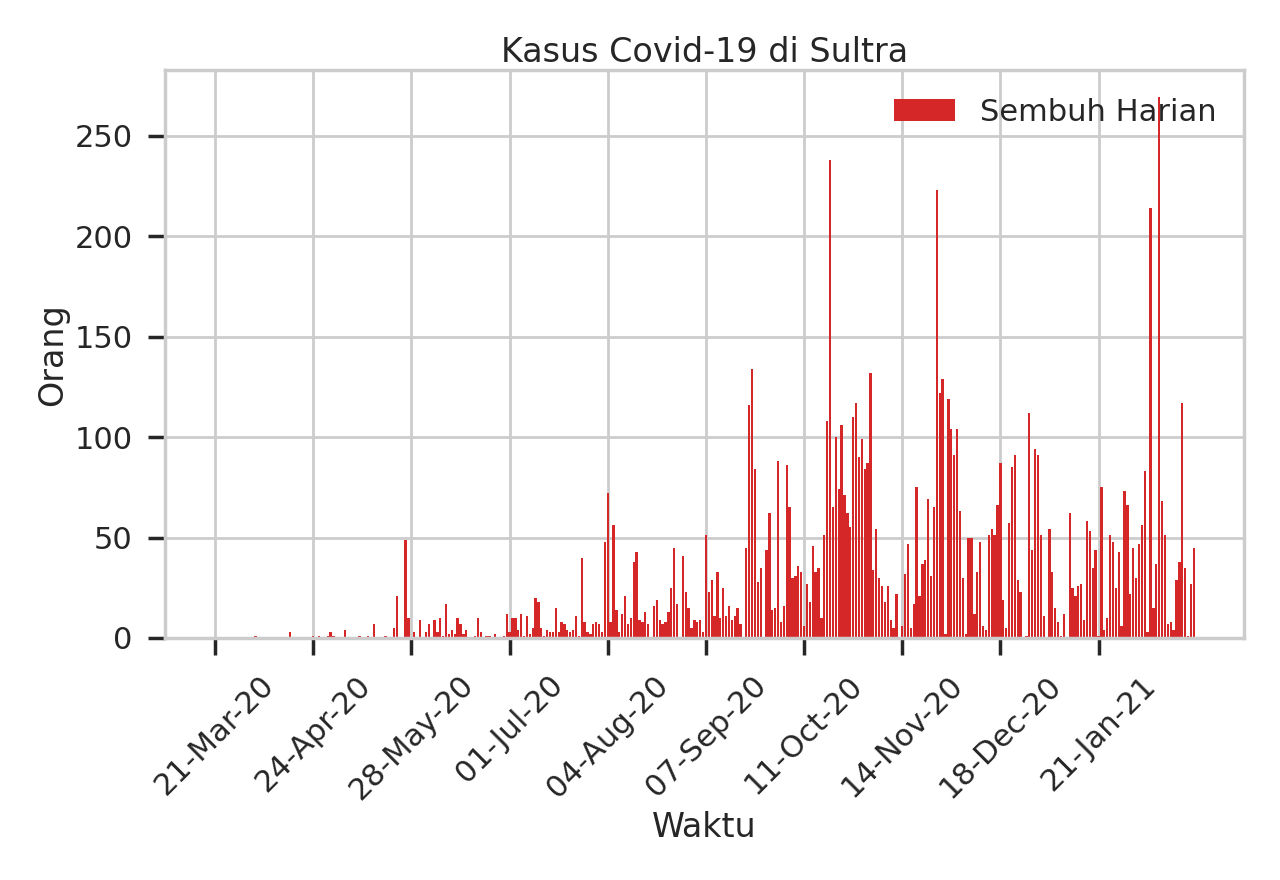 Kasus Covid-19 di Sultra
Sembuh Harian
Orang
250
200
150
100
50
0
21-Mar-20
24-Apr-20
28-May-20
01-Jul-20
04-Aug-20
07-Sep-20
11-Oct-20
14-Nov-20
18-Dec-20
21-Jan-21
Waktu